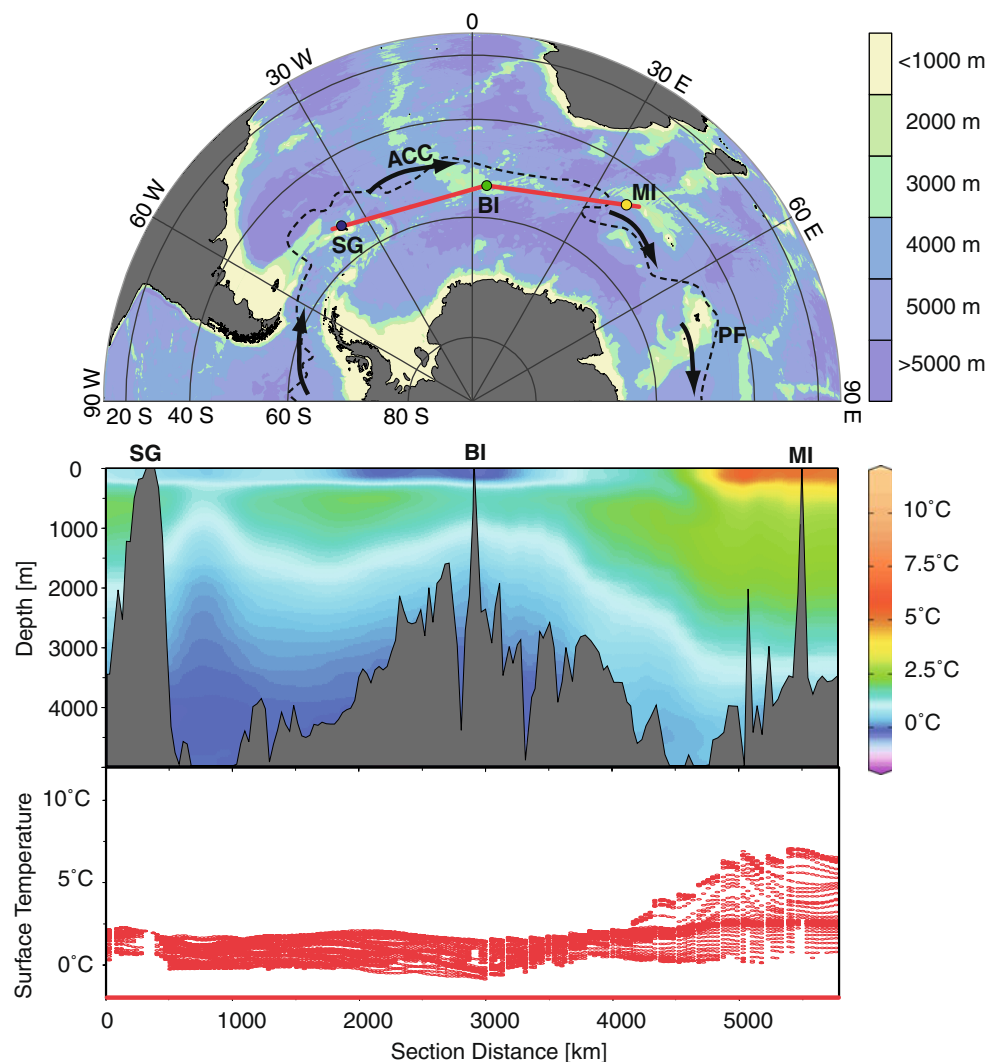 0
30 W
30 E
60 W
60 E
90 W
90 E
20 S
40 S
60 S
80 S
ACC
SG
BI
MI
PF
<1000 m
2000 m
3000 m
4000 m
5000 m
>5000 m
SG
BI
MI
Depth [m]
0
1000
2000
3000
4000
10˚C
7.5˚C
5˚C
2.5˚C
0˚C
Surface Temperature
10˚C
5˚C
0˚C
0
1000
2000
3000
4000
5000
Section Distance [km]